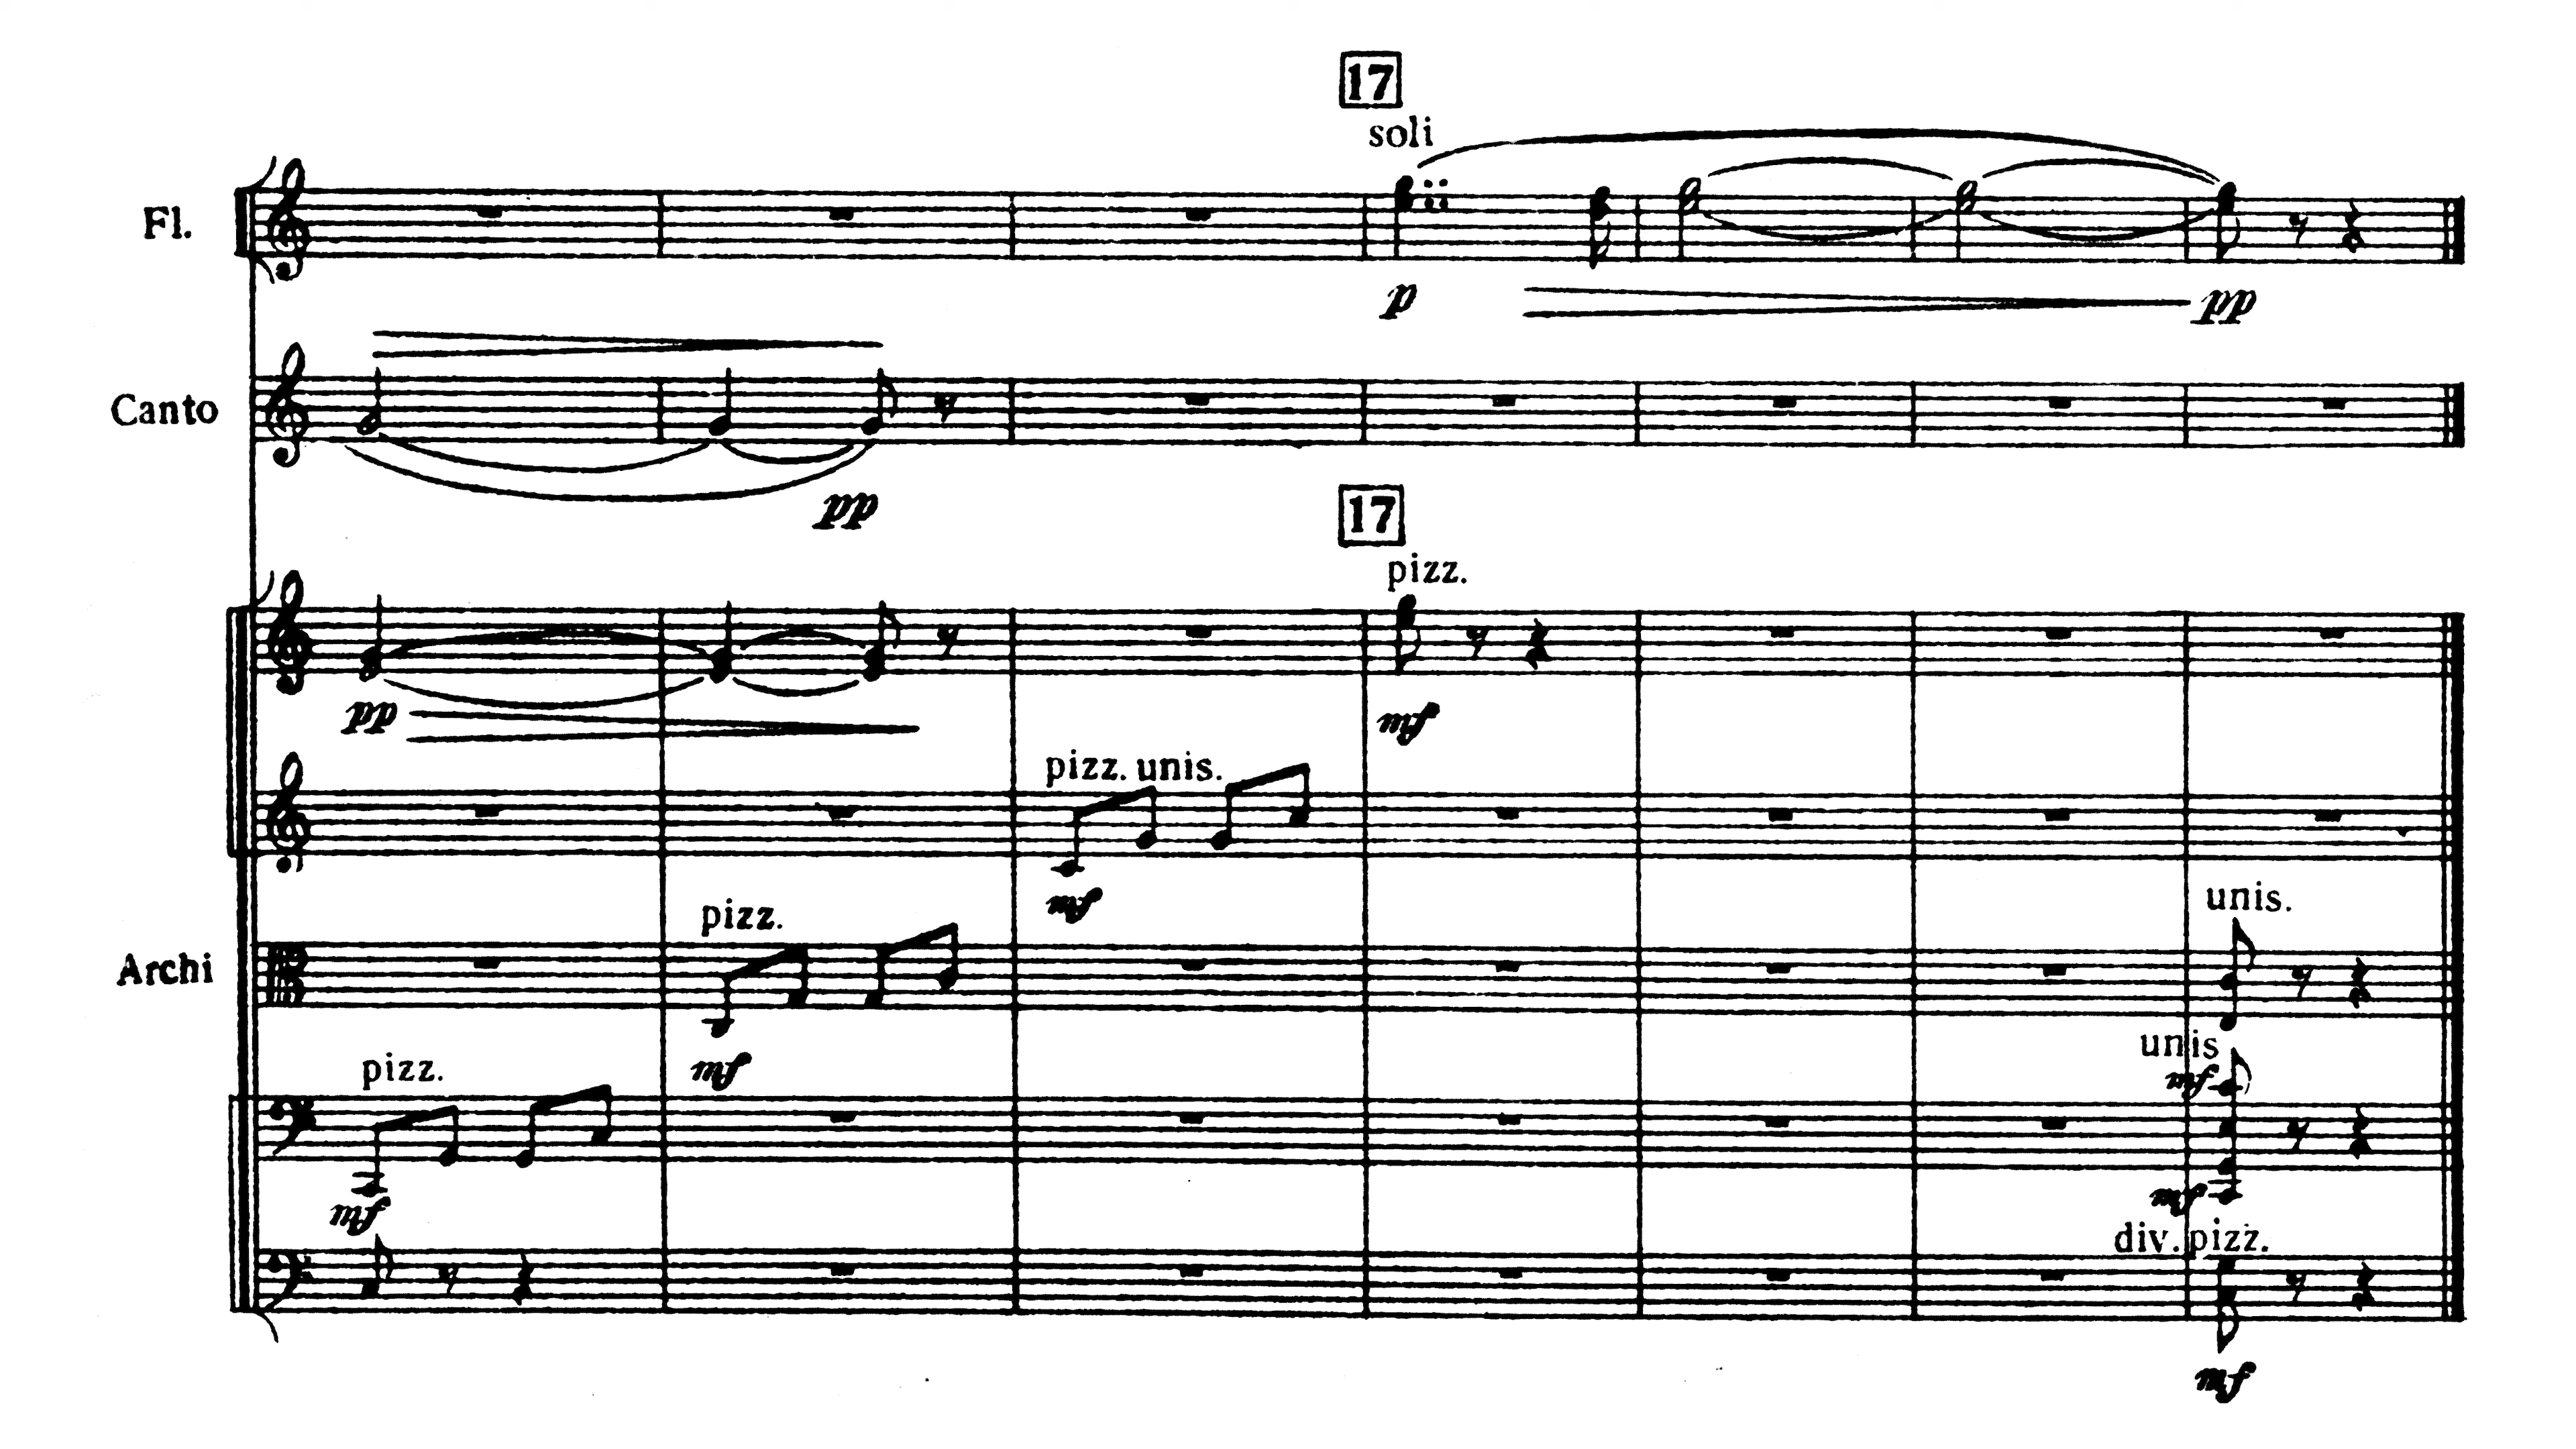 17
soli
Fl.
p
pp
Canto
pp
17
pizz.
pp
mf
pizz. unis.
mf
unis.
pizz.
Archi
mf
unis
mf
pizz.
mf
mf
div. pizz.
mf